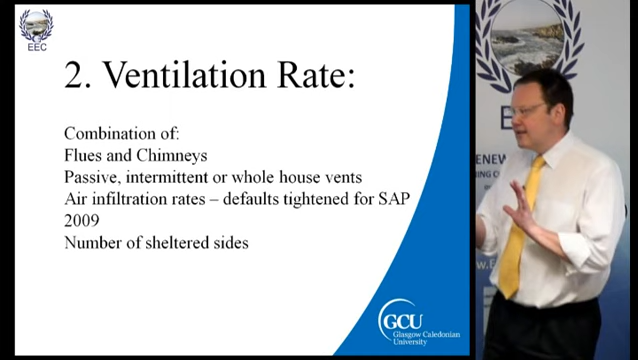 EEC
2. Ventilation Rate:
Combination of:
Flues and Chimneys
Passive, intermittent or whole house vents
Air infiltration rates – defaults tightened for SAP
2009
Number of sheltered sides
GCU
Glasgow Caledonian
University